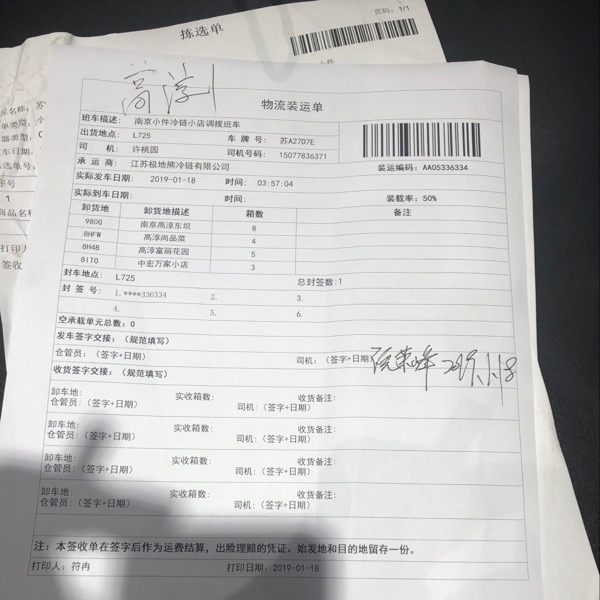 页码: 1/1
拣选单
高淳
物流装运单
班车描述: 南京小件冷链小店调拨班车
出货地点: L725 车 牌 号: 苏A27D7E
司 机: 许桃园 司机号码: 15077836371
承 运 商: 江苏极地熊冷链有限公司 装运编码: AA05336334
实际发车日期: 2019-01-18 时间: 03:57:04
实际到车日期: 时间: 装载率: 50%
卸货地 卸货地描述 箱数 备注
980G 南京高淳东坝 8
8HFW 高淳尚品菜 4
8H4B 高淳富丽花园 5
8IT0 中宏万家小店 3
封车地点: L725 总封签数:1
封 签 号: 1.****336334 2. 3.
4. 5. 6.
空承载单元总数: 0
发车签字交接: (规范填写)
仓管员: (签字+日期) 司机: (签字+日期)
收货签字交接: (规范填写)
卸车地: 实收箱数: 收货备注:
仓管员: (签字+日期) 司机: (签字+日期)
卸车地: 实收箱数: 收货备注:
仓管员: (签字+日期) 司机: (签字+日期)
卸车地: 实收箱数: 收货备注:
仓管员: (签字+日期) 司机: (签字+日期)
卸车地: 实收箱数: 收货备注:
仓管员: (签字+日期) 司机: (签字+日期)
注: 本签收单在签字后作为运费结算，出险理赔的凭证。始发地和目的地留存一份。
打印人: 符冉 打印日期: 2019-01-18